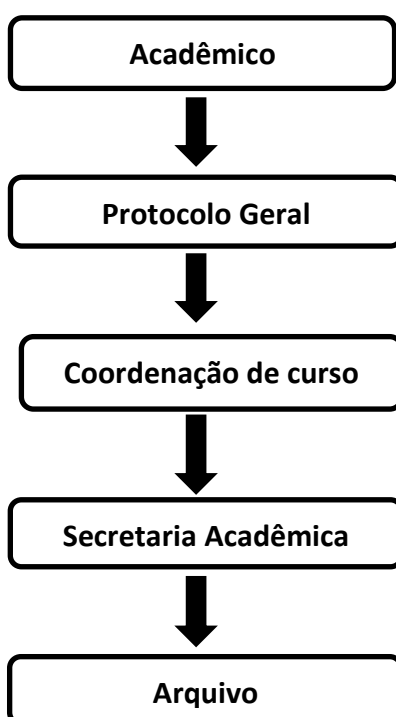 Acadêmico
Protocolo Geral
Coordenação de curso
Secretaria Acadêmica
Arquivo